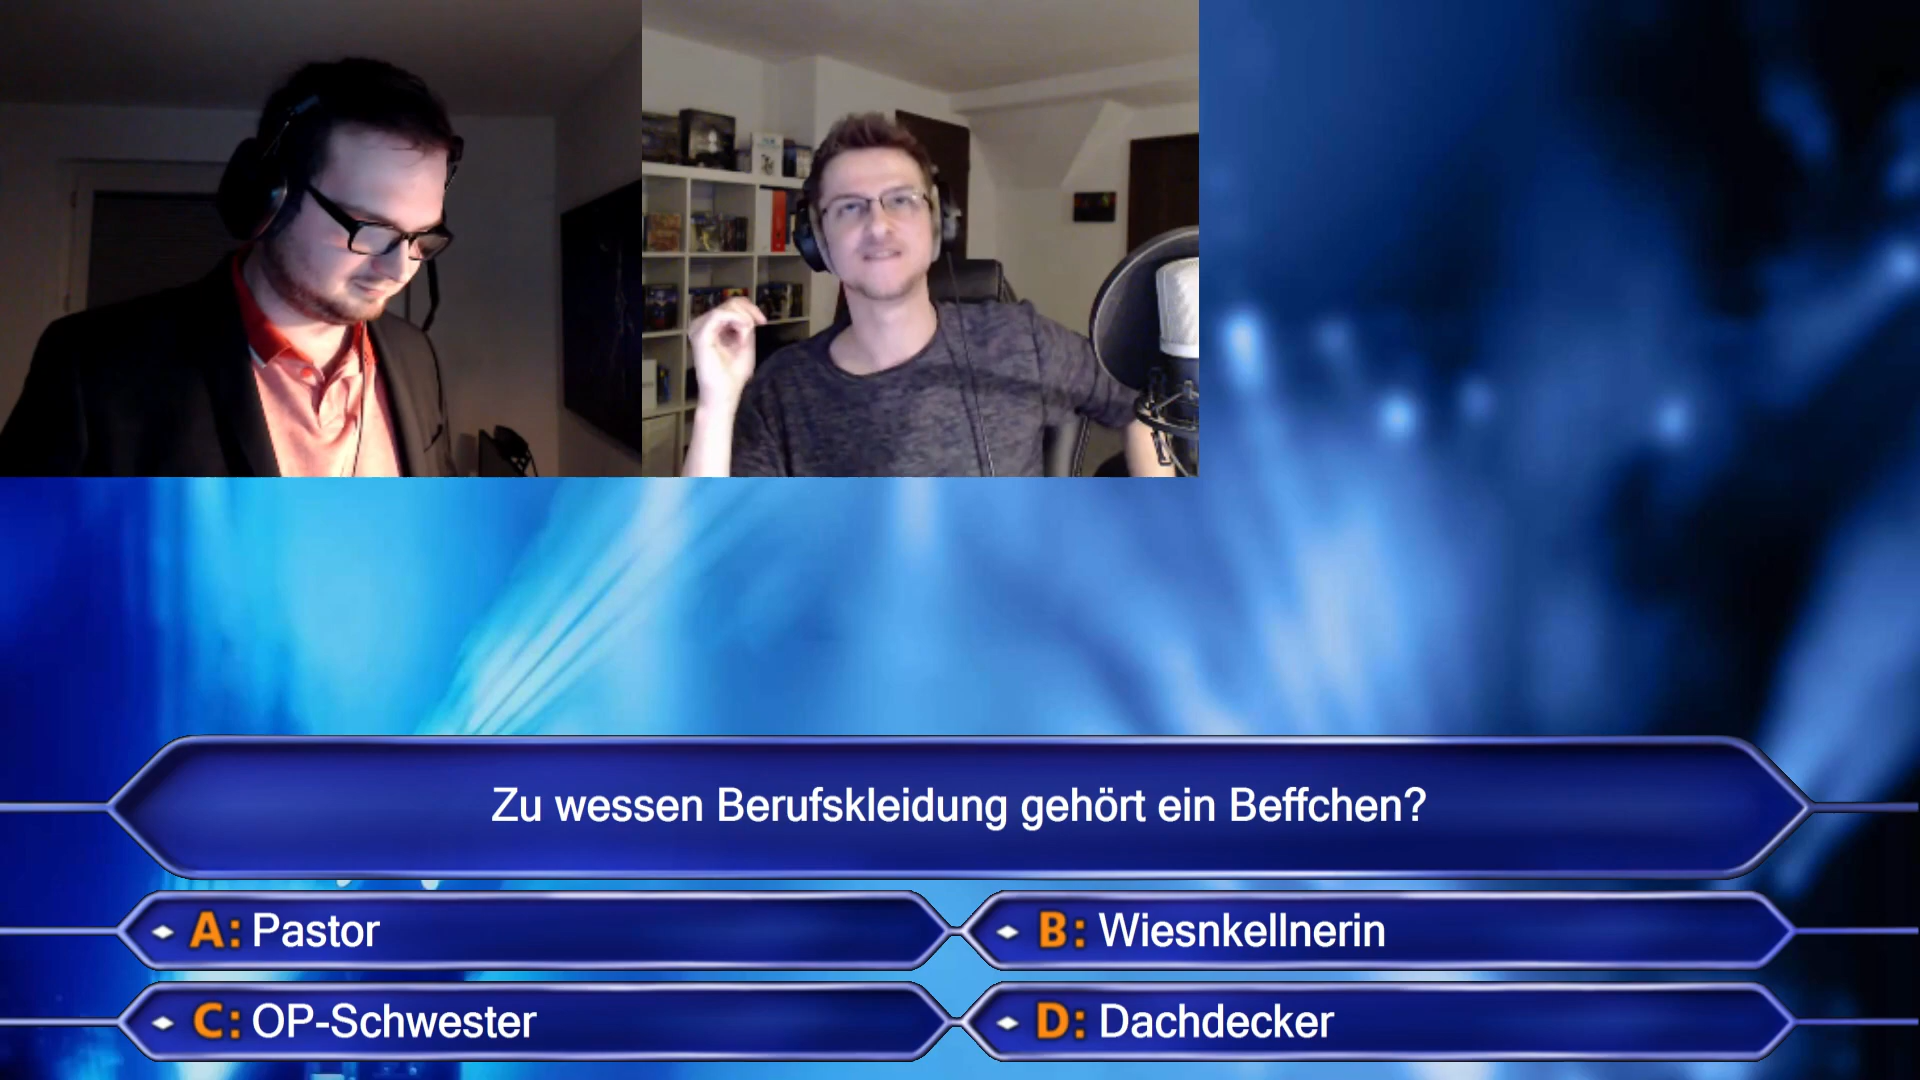 Zu wessen Berufskleidung gehört ein Beffchen?
A: Pastor
B: Wiesnkellnerin
C: OP-Schwester
D: Dachdecker